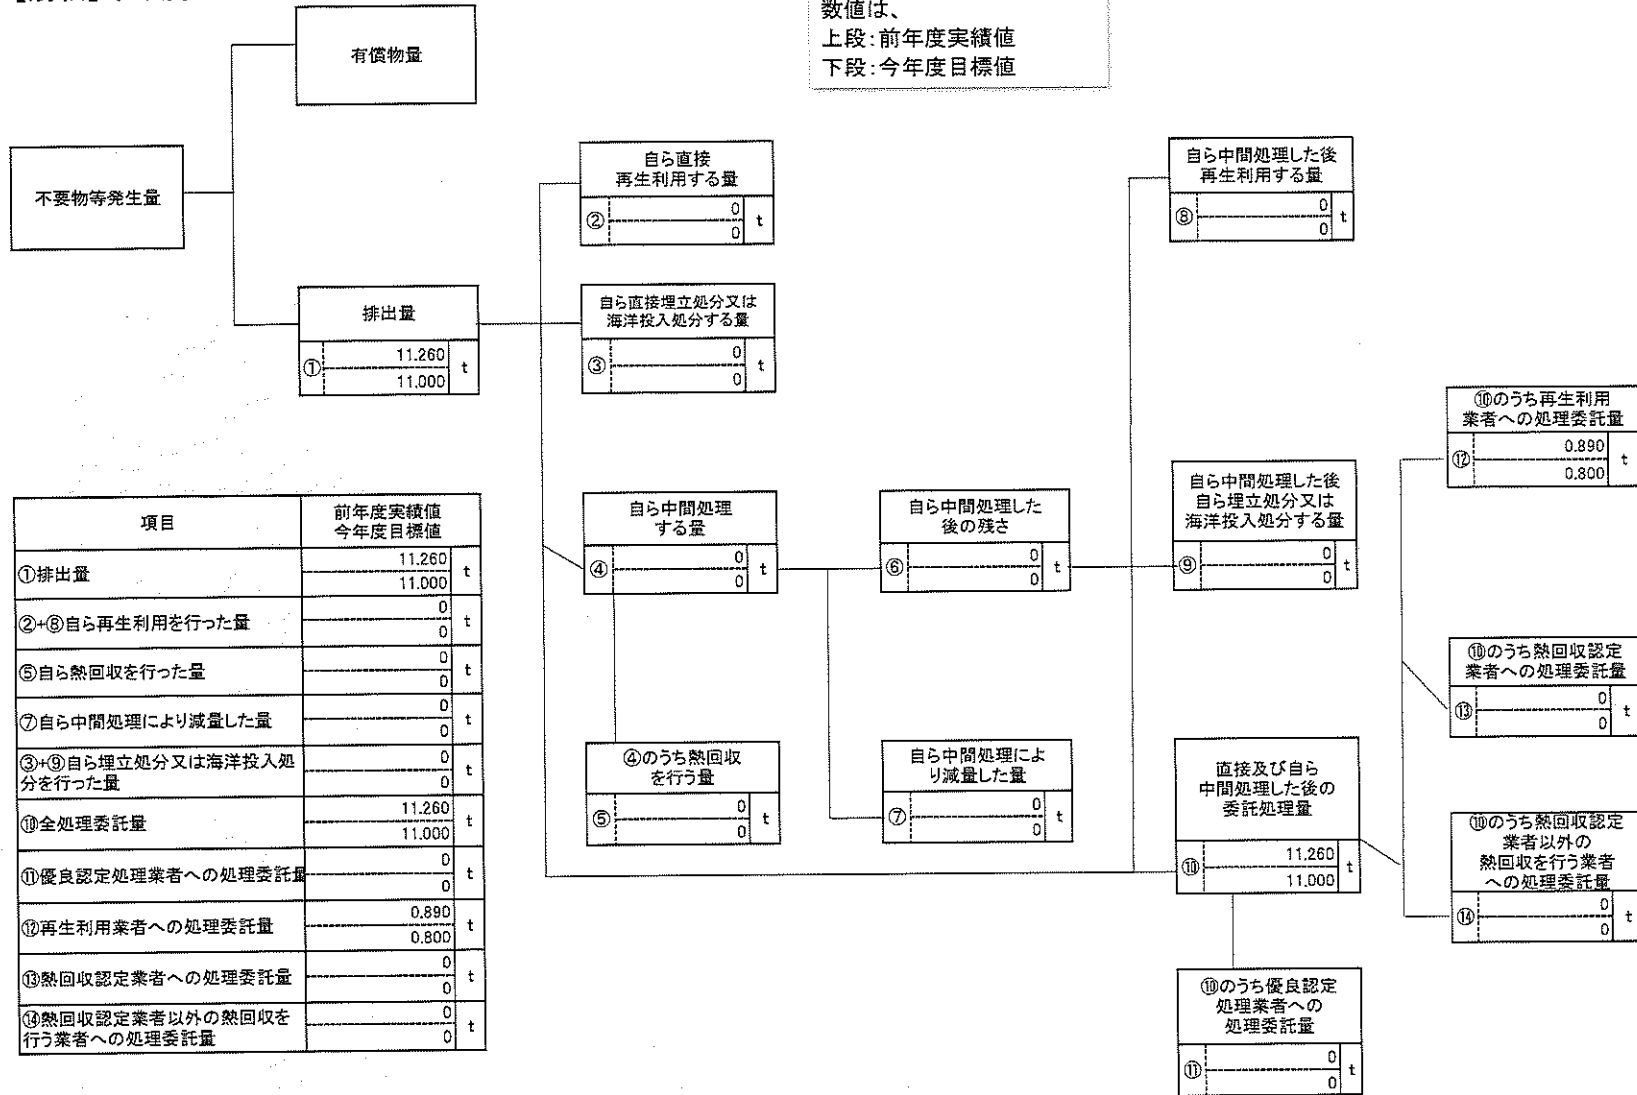 数値は、
上段:前年度実績値
下段:今年度目標値
有償物量
不要物等発生量
排出量
① 11.260 t
11.000
自ら直接
再生利用する量
② 0 t
0
自ら直接埋立処分又は
海洋投入処分する量
③ 0 t
0
自ら中間処理
する量
④ 0 t
0
④のうち熱回収
を行う量
⑤ 0 t
0
自ら中間処理した
後の残さ
⑥ 0 t
0
自ら中間処理によ
り減量した量
⑦ 0 t
0
自ら中間処理した後
再生利用する量
⑧ 0 t
0
自ら中間処理した後
自ら埋立処分又は
海洋投入処分する量
⑨ 0 t
0
直接及び自ら
中間処理した後の
委託処理量
⑩ 11.260 t
11.000
⑩のうち優良認定
処理業者への
処理委託量
⑪ 0 t
0
⑩のうち再生利用
業者への処理委託量
⑫ 0.890 t
0.800
⑩のうち熱回収認定
業者への処理委託量
⑬ 0 t
0
⑩のうち熱回収認定
業者以外の
熱回収を行う業者
への処理委託量
⑭ 0 t
0
項目 前年度実績値
今年度目標値
①排出量 11.260 t
11.000
②+⑧自ら再生利用を行った量 0 t
0
⑤自ら熱回収を行った量 0 t
0
⑦自ら中間処理により減量した量 0 t
0
③+⑨自ら埋立処分又は海洋投入処
分を行った量 0 t
0
⑩全処理委託量 11.260 t
11.000
⑪優良認定処理業者への処理委託量 0 t
0
⑫再生利用業者への処理委託量 0.890 t
0.800
⑬熱回収認定業者への処理委託量 0 t
0
⑭熱回収認定業者以外の熱回収を
行う業者への処理委託量 0 t
0